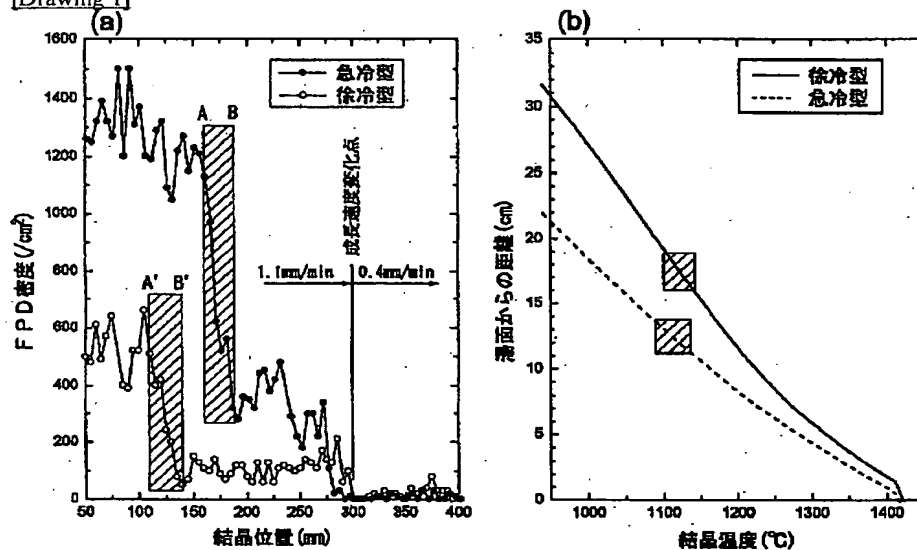 [Drawing 1]
(a)
1600
1400
1200
1000
800
600
400
200
0
FPD密度(/cm²)
急冷型
徐冷型
A B
A' B'
成長速度変化点
1.1mm/min
0.4mm/min
50 100 150 200 250 300 350 400
結晶位置(mm)
(b)
35
30
25
20
15
10
5
0
湯面からの距離(cm)
徐冷型
急冷型
1000 1100 1200 1300 1400
結晶温度(℃)